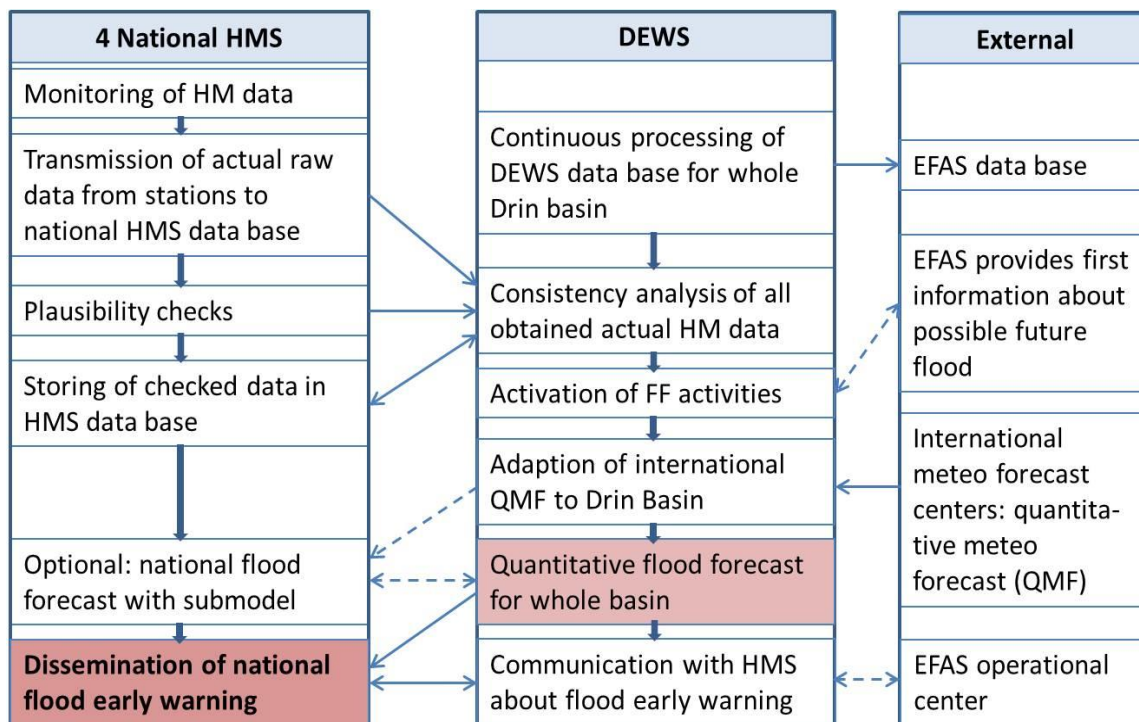 4 National HMS
Monitoring of HM data
Transmission of actual raw
data from stations to
national HMS data base
Plausibility checks
Storing of checked data in
HMS data base
Optional: national flood
forecast with submodel
Dissemination of national
flood early warning
DEWS
Continuous processing of
DEWS data base for whole
Drin basin
Consistency analysis of all
obtained actual HM data
Activation of FF activities
Adaption of international
QMF to Drin Basin
Quantitative flood forecast
for whole basin
Communication with HMS
about flood early warning
External
EFAS data base
EFAS provides first
information about
possible future
flood
International
meteo forecast
centers: quantita-
tive meteo
forecast (QMF)
EFAS operational
center